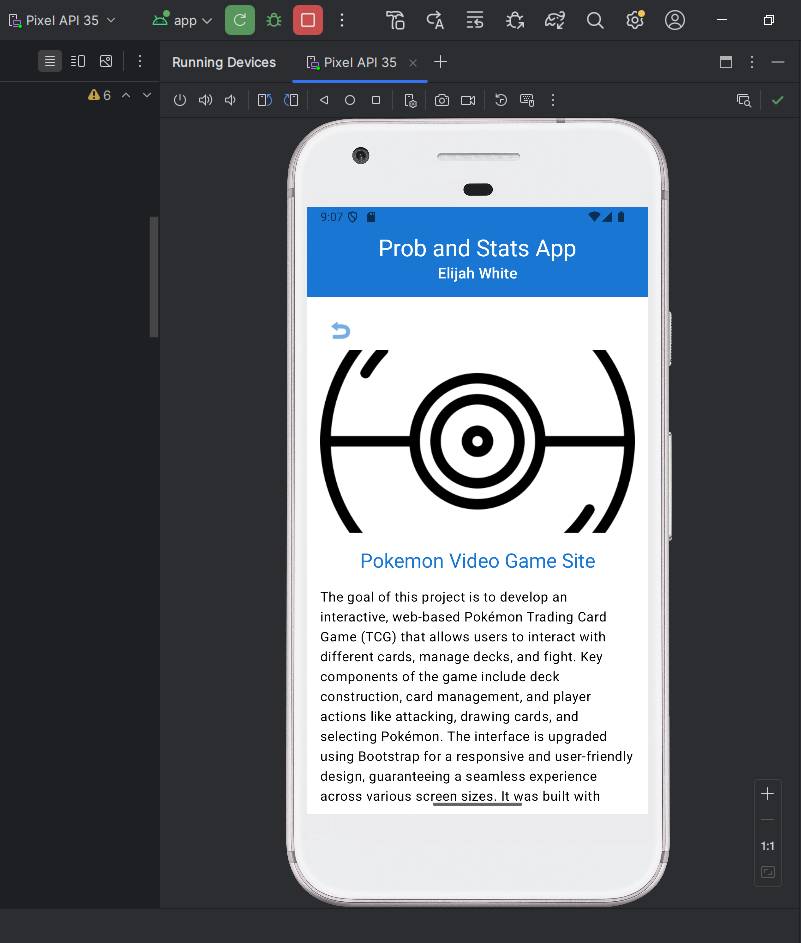 Pixel API 35
app
Running Devices
Pixel API 35
6
9:07
Prob and Stats App
Elijah White
Pokemon Video Game Site
The goal of this project is to develop an
interactive, web-based Pokémon Trading Card
Game (TCG) that allows users to interact with
different cards, manage decks, and fight. Key
components of the game include deck
construction, card management, and player
actions like attacking, drawing cards, and
selecting Pokémon. The interface is upgraded
using Bootstrap for a responsive and user-friendly
design, guaranteeing a seamless experience
across various screen sizes. It was built with
1:1